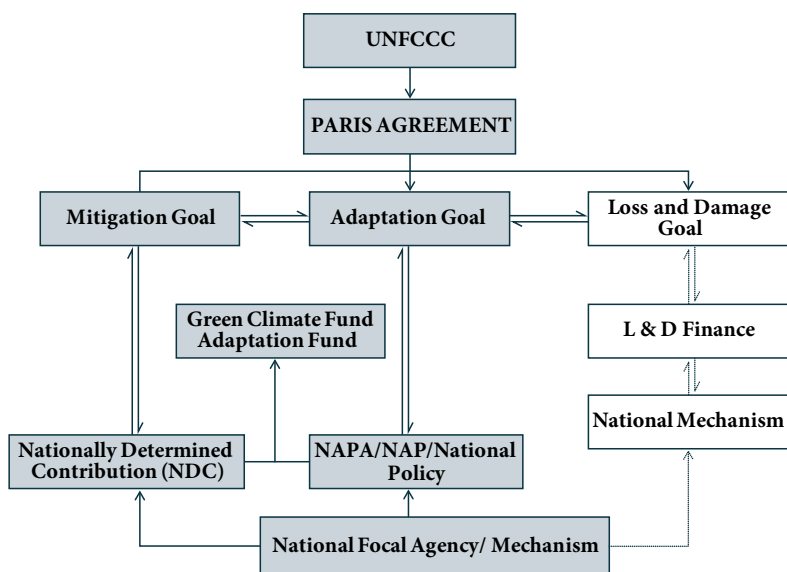 UNFCCC
PARIS AGREEMENT
Mitigation Goal
Adaptation Goal
Loss and Damage
Goal
Green Climate Fund
Adaptation Fund
L & D Finance
National Mechanism
Nationally Determined
Contribution (NDC)
NAPA/NAP/National
Policy
National Focal Agency/ Mechanism